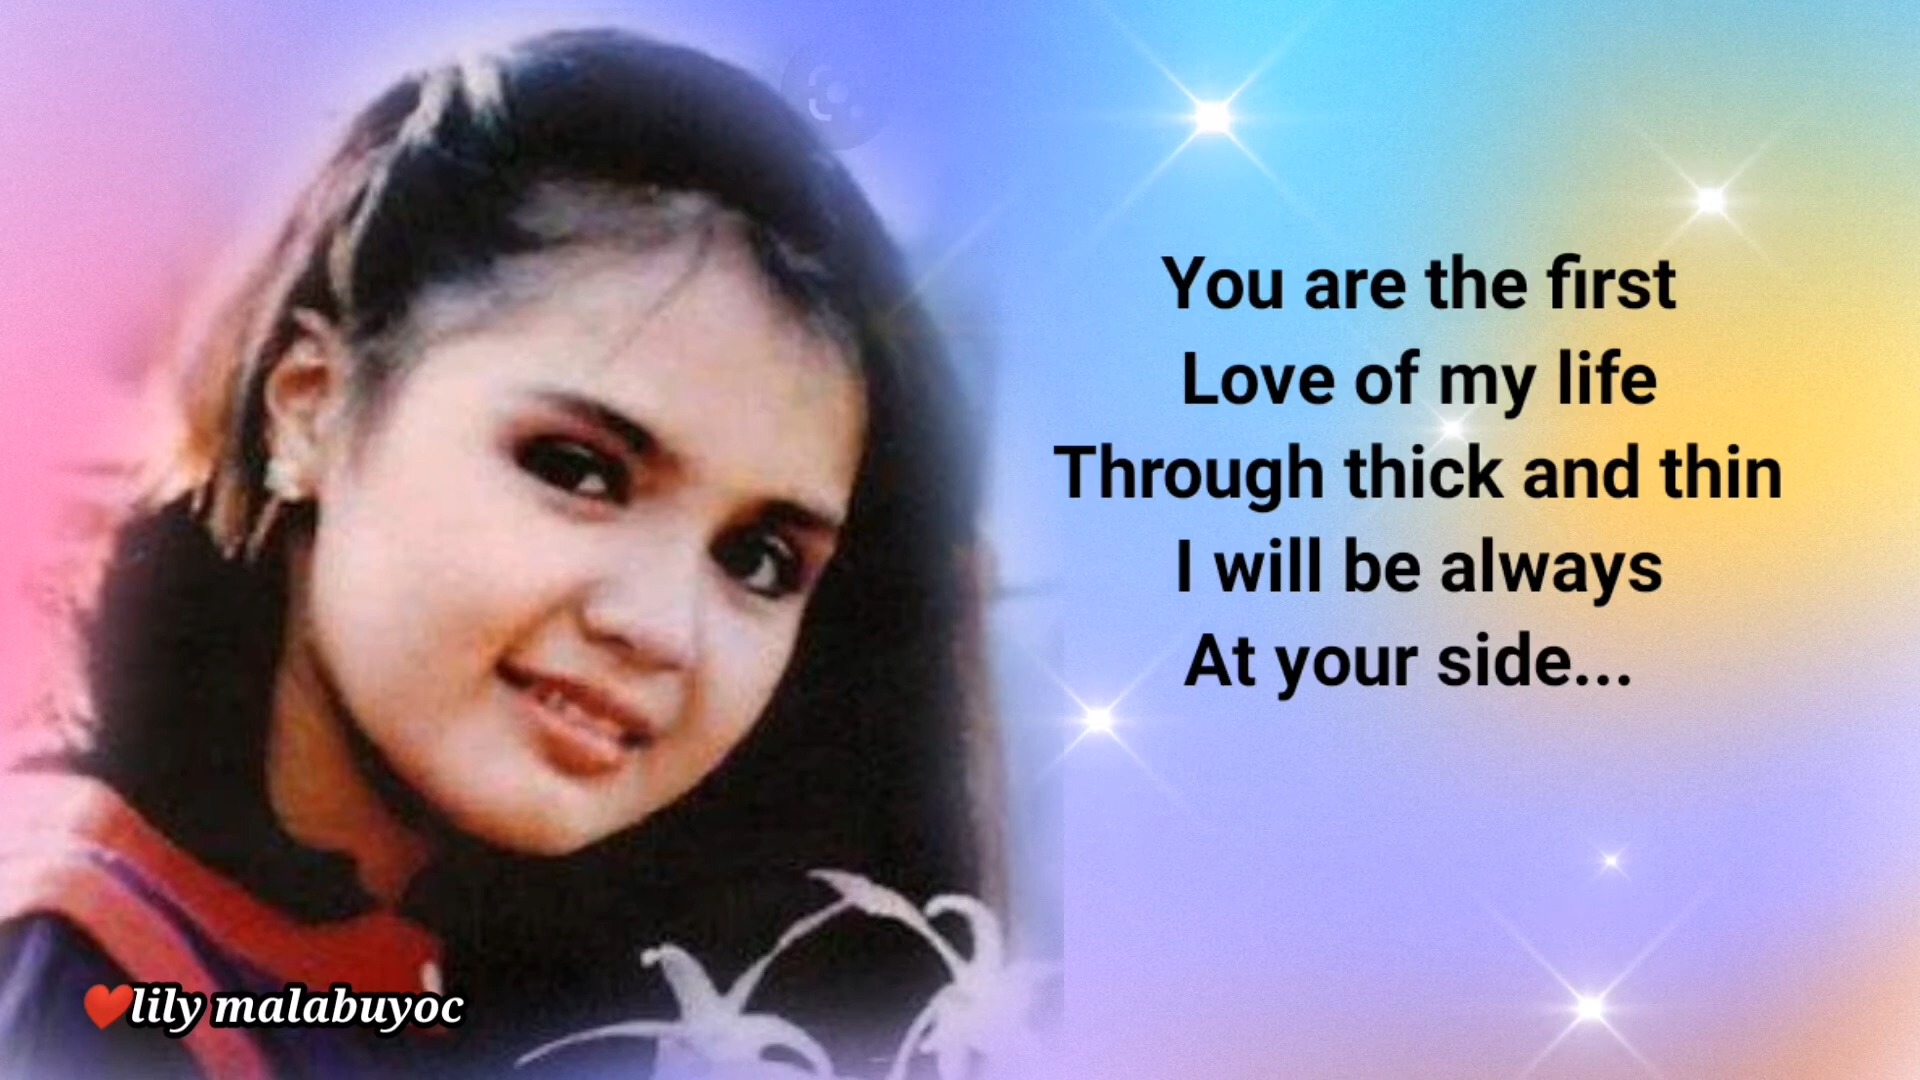 You are the first
Love of my life
Through thick and thin
I will be always
At your side...
❤️lily malabuyoc